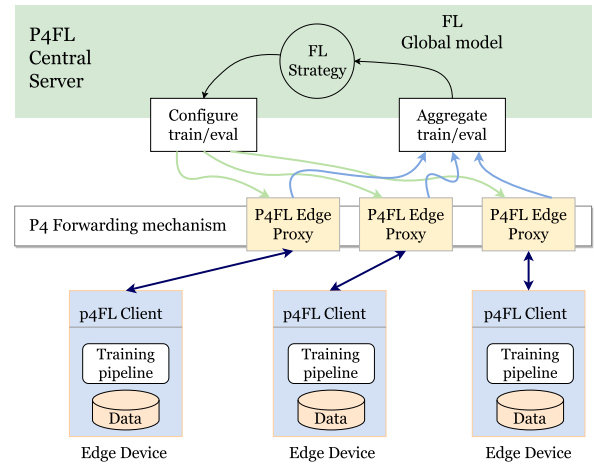 P4FL
Central
Server
FL
Strategy
FL
Global model
Configure
train/eval
Aggregate
train/eval
P4 Forwarding mechanism
P4FL Edge
Proxy
P4FL Edge
Proxy
P4FL Edge
Proxy
p4FL Client
Training
pipeline
Data
Edge Device
p4FL Client
Training
pipeline
Data
Edge Device
p4FL Client
Training
pipeline
Data
Edge Device